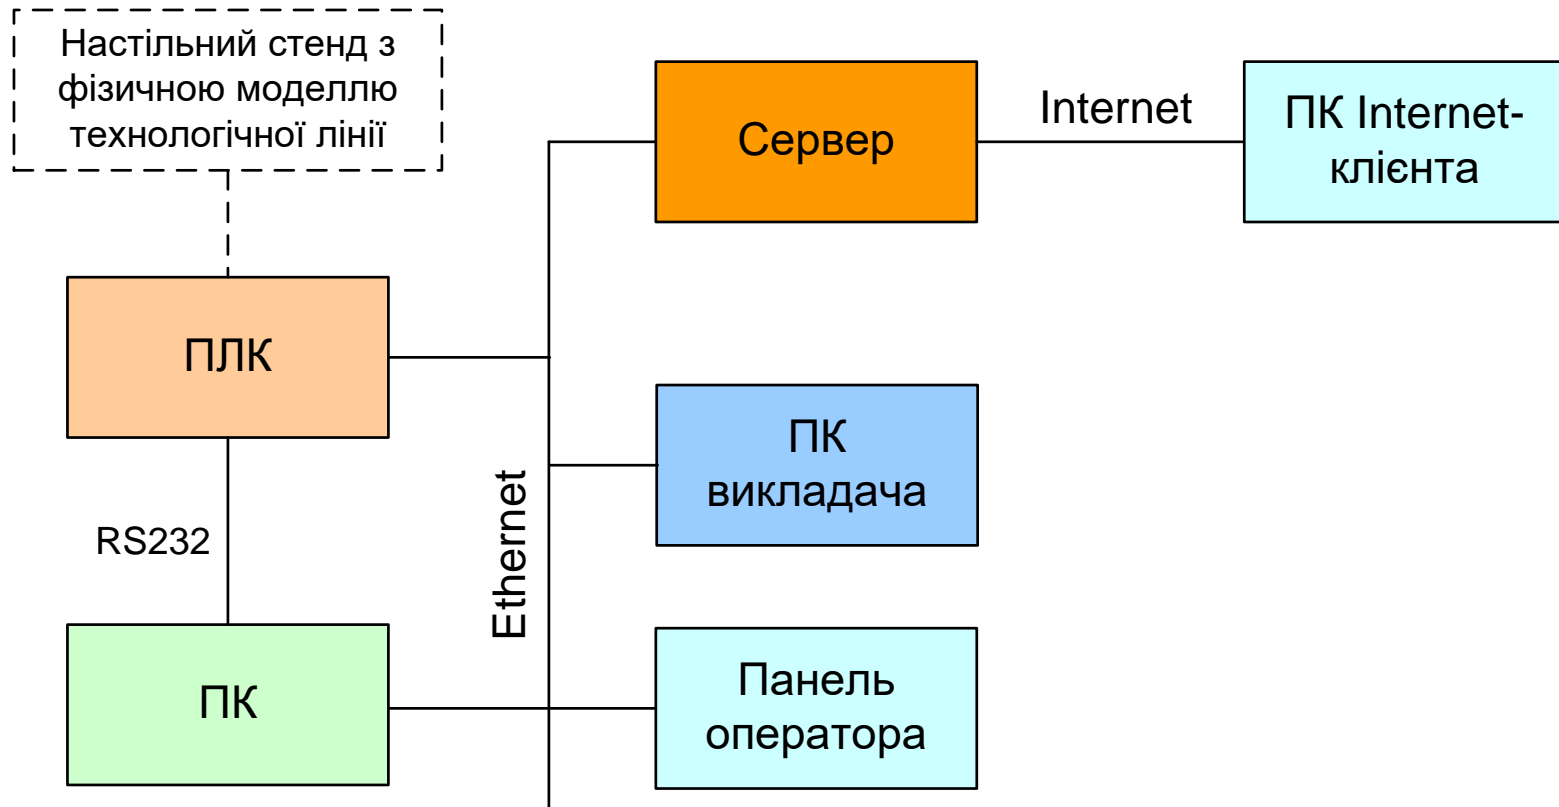 Настільний стенд з
фізичною моделлю
технологічної лінії
Сервер
Internet
ПК Internet-
клієнта
ПЛК
ПК
викладача
RS232
Ethernet
ПК
Панель
оператора